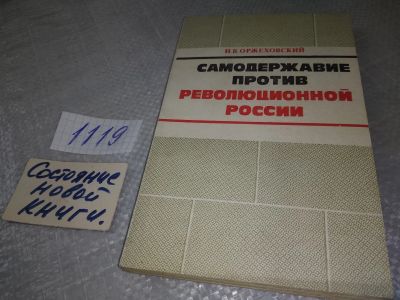 И.В. ОРЖЕХОВСКИЙ
САМОДЕРЖАВИЕ
ПРОТИВ
РЕВОЛЮЦИОННОЙ
РОССИИ
1119
Состояние
новой
книги.